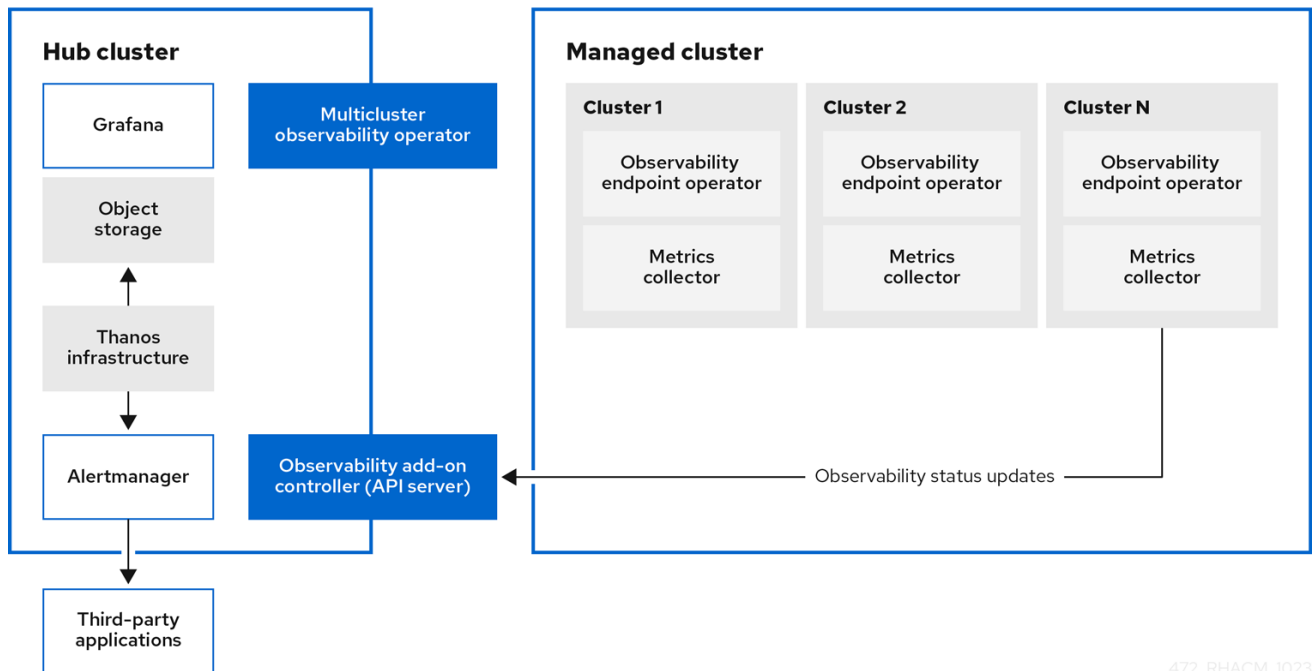 Hub cluster
Grafana
Multicluster
observability operator
Object
storage
Thanos
infrastructure
Alertmanager
Observability add-on
controller (API server)
Third-party
applications
Managed cluster
Cluster 1
Observability
endpoint operator
Metrics
collector
Cluster 2
Observability
endpoint operator
Metrics
collector
Cluster N
Observability
endpoint operator
Metrics
collector
Observability status updates
472_RHACM_1023